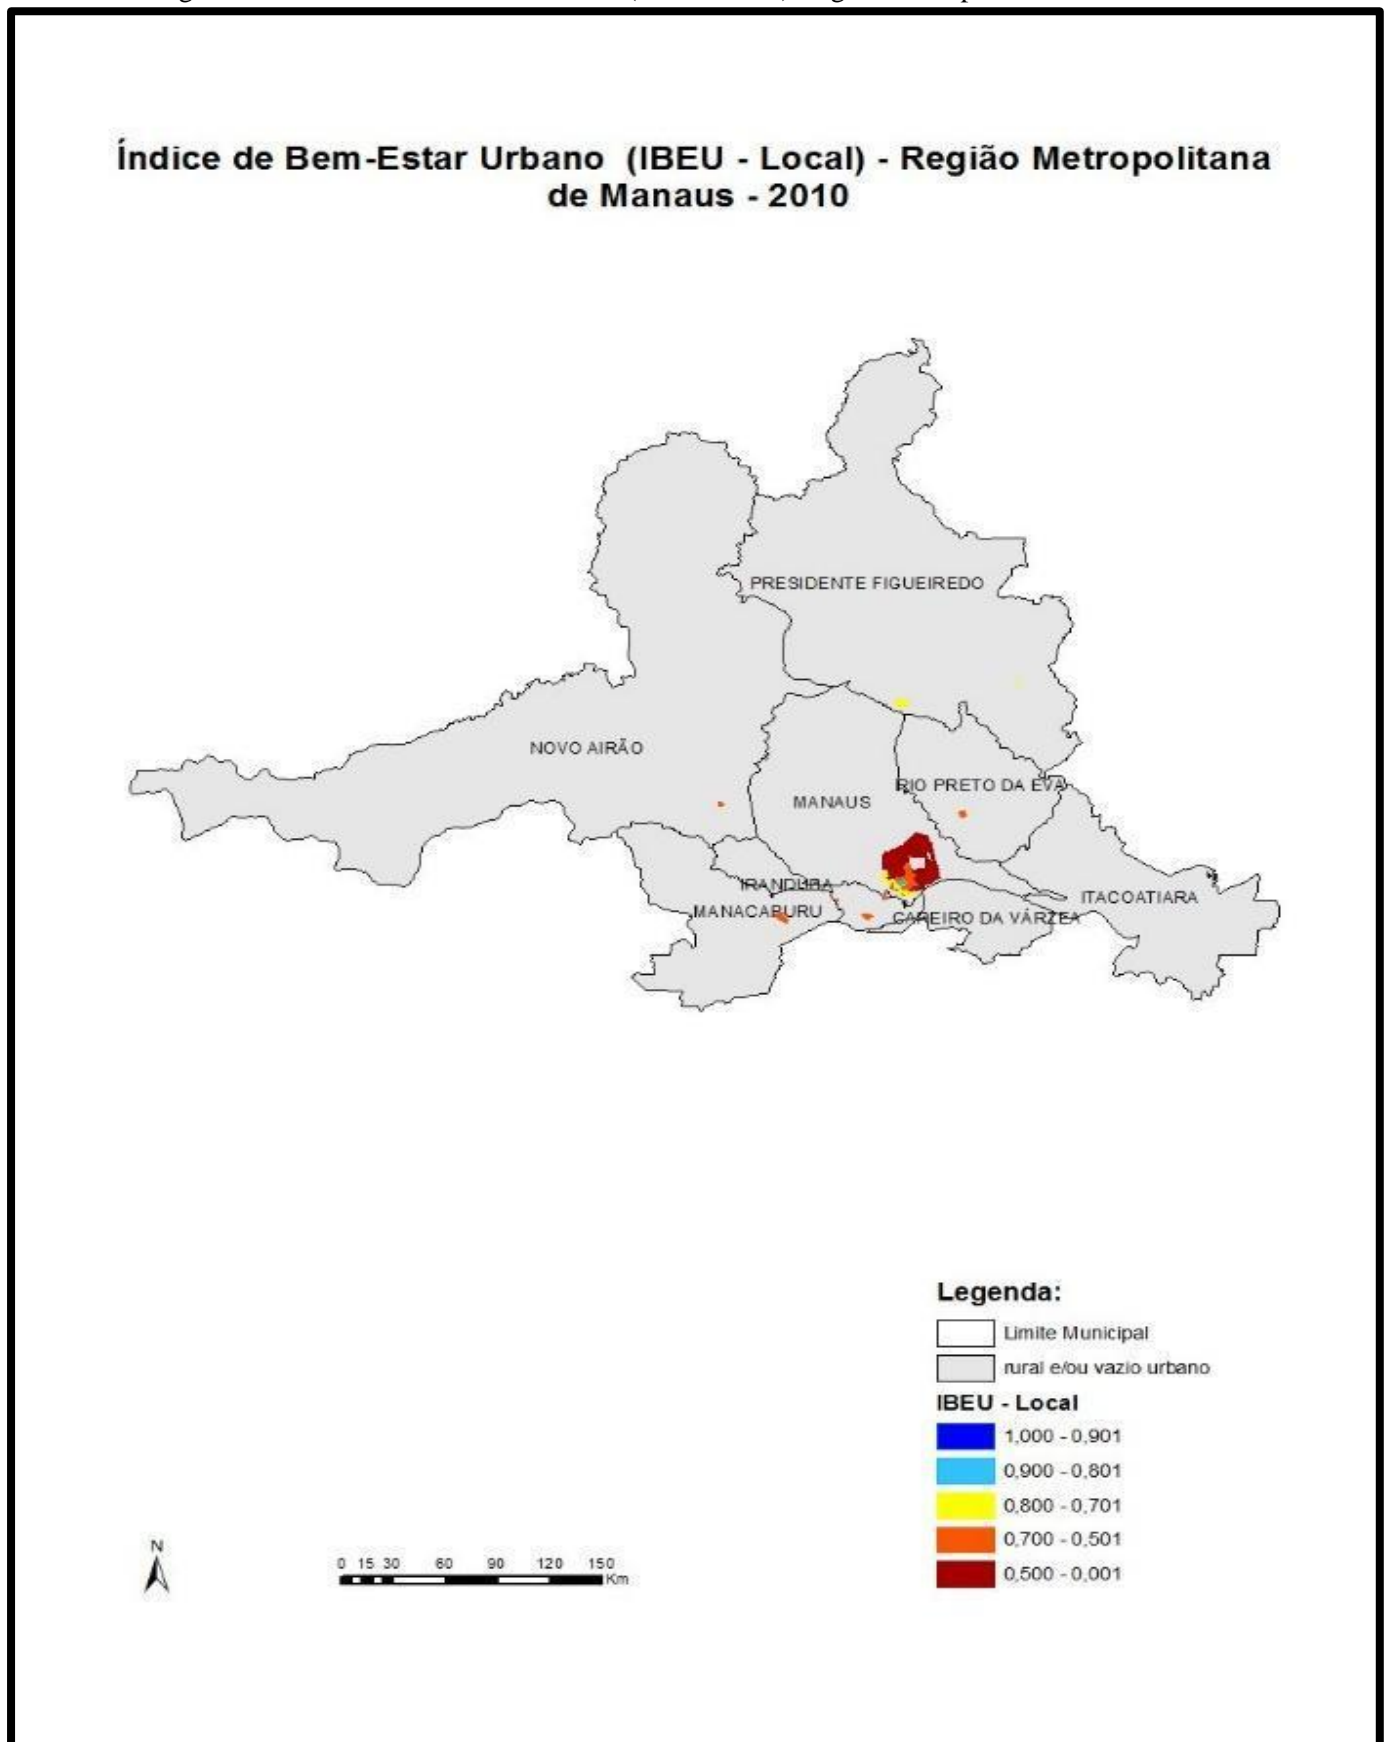 Índice de Bem-Estar Urbano (IBEU - Local) - Região Metropolitana
de Manaus - 2010
PRESIDENTE FIGUEIREDO
NOVO AIRÃO
RIO PRETO DA EVA
MANAUS
IRANDUBA
ITACOATIARA
MANACAPURU
CAREIRO DA VÁRZEA
Legenda:
Limite Municipal
rural e/ou vazio urbano
IBEU - Local
1,000 - 0,901
0,900 - 0,801
0,800 - 0,701
0,700 - 0,501
0,500 - 0,001
N
0 15 30 60 90 120 150
Km